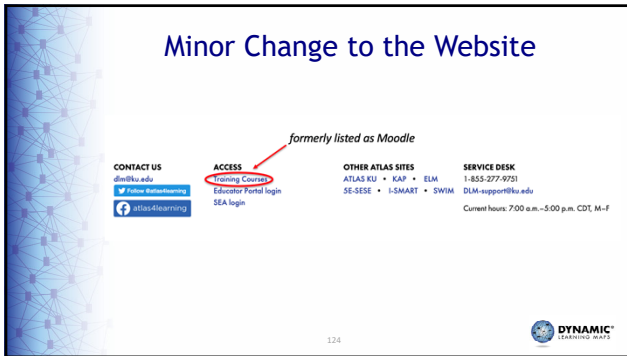 Minor Change to the Website
formerly listed as Moodle
CONTACT US
dlm@ku.edu
Follow @atlas4learning
atlas4learning
ACCESS
Training Courses
Educator Portal login
SEA login
OTHER ATLAS SITES
ATLAS KU • KAP • ELM
5E-SESE • I-SMART • SWIM
SERVICE DESK
1-855-277-9751
DLM-support@ku.edu
Current hours: 7:00 a.m.–5:00 p.m. CDT, M–F
124
DYNAMIC®
LEARNING MAPS